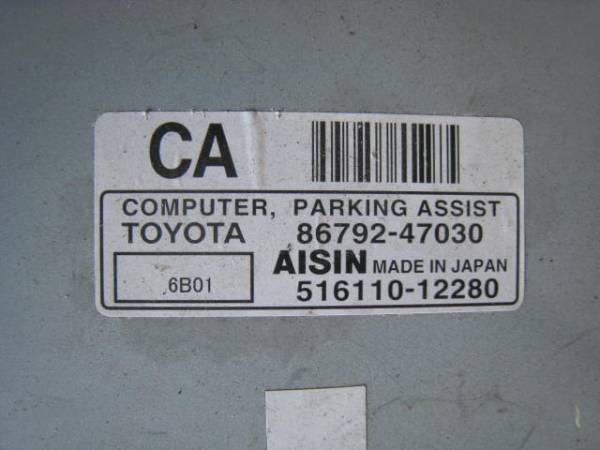 CA
COMPUTER, PARKING ASSIST
TOYOTA 86792-47030
6B01
AISIN MADE IN JAPAN
516110-12280